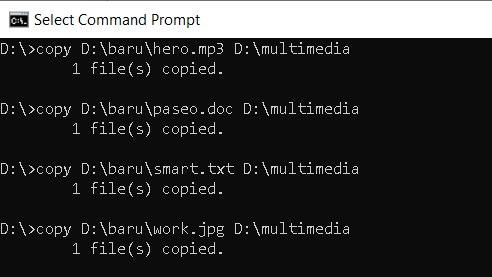 Select Command Prompt
D:\>copy D:\baru\hero.mp3 D:\multimedia
1 file(s) copied.
D:\>copy D:\baru\paseo.doc D:\multimedia
1 file(s) copied.
D:\>copy D:\baru\smart.txt D:\multimedia
1 file(s) copied.
D:\>copy D:\baru\work.jpg D:\multimedia
1 file(s) copied.